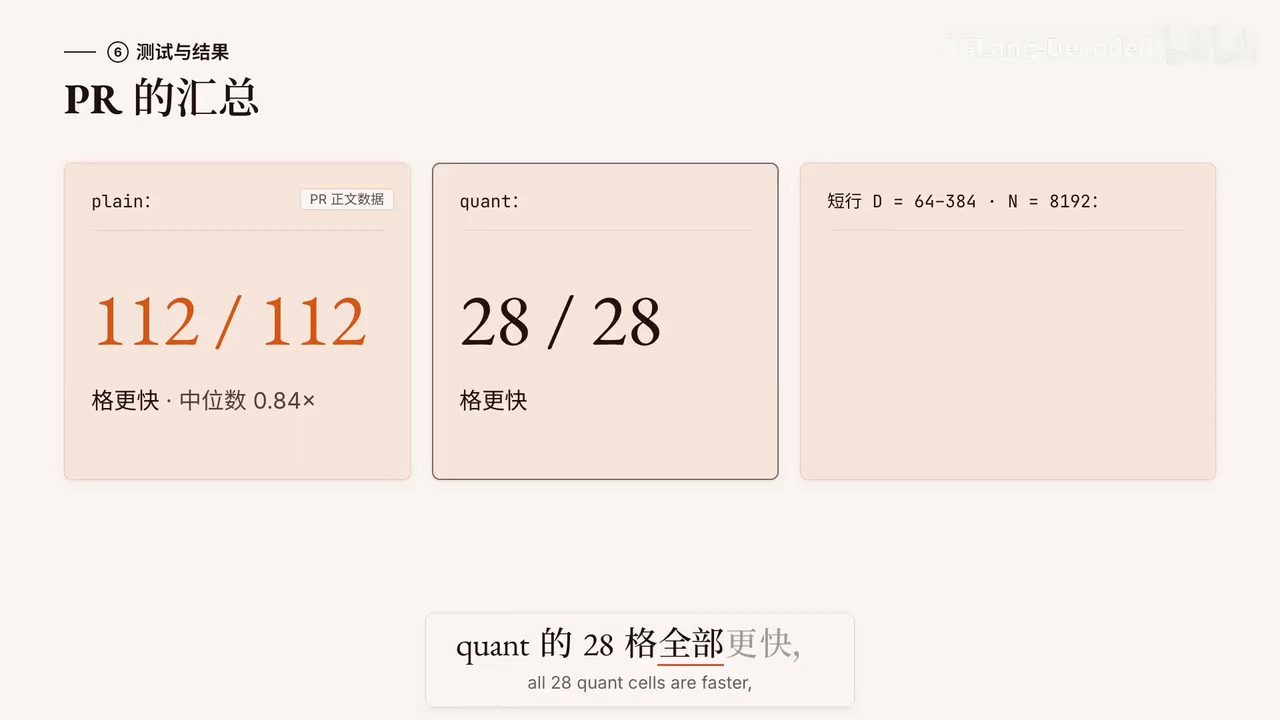 ⑥ 测试与结果
PR 的汇总
plain:
PR 正文数据
112 / 112
格更快 · 中位数 0.84×
quant:
28 / 28
格更快
短行 D = 64–384 · N = 8192:
quant 的 28 格全部更快,
all 28 quant cells are faster,